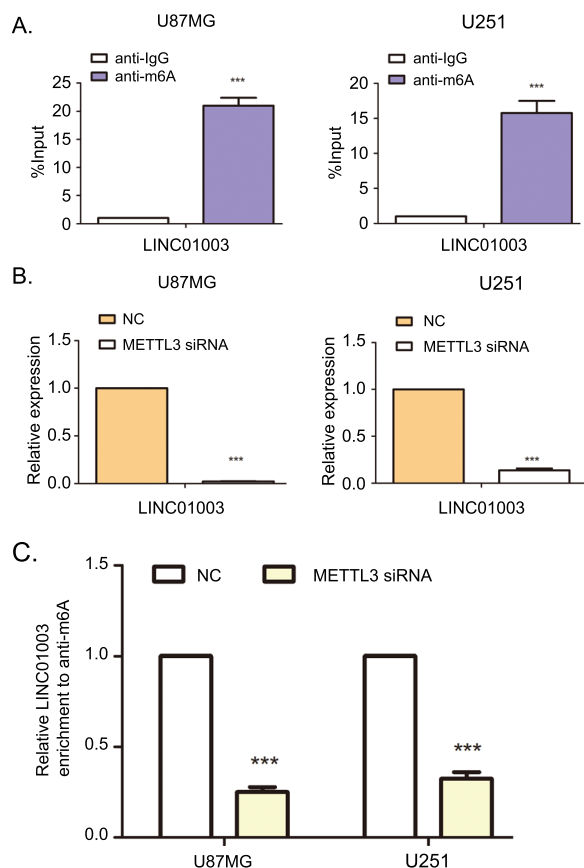 A.
U87MG
anti-IgG
anti-m6A
***
25
20
15
10
5
0
%Input
LINC01003
U251
anti-IgG
anti-m6A
***
20
15
10
5
0
%Input
LINC01003
B.
U87MG
NC
METTL3 siRNA
1.5
1.0
0.5
0.0
Relative expression
***
LINC01003
U251
NC
METTL3 siRNA
1.5
1.0
0.5
0.0
Relative expression
***
LINC01003
C.
NC
METTL3 siRNA
1.5
1.0
0.5
0.0
Relative LINC01003
enrichment to anti-m6A
***
***
U87MG
U251